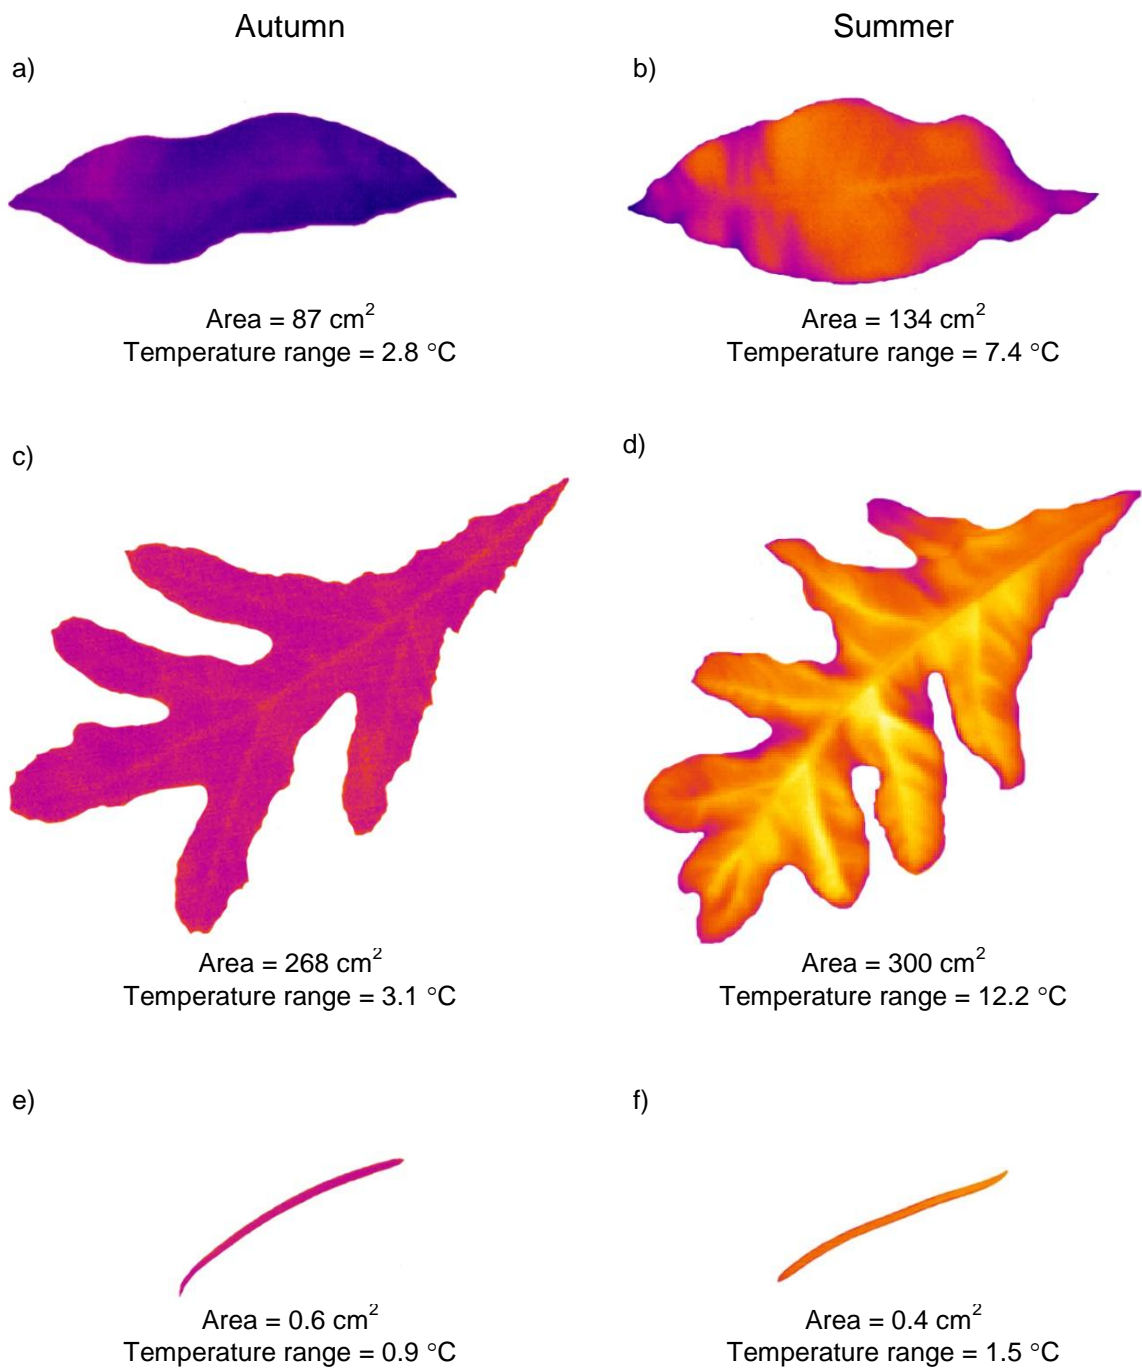 Autumn
Summer
a)
b)
Area = 87 cm²
Temperature range = 2.8 °C
Area = 134 cm²
Temperature range = 7.4 °C
c)
d)
Area = 268 cm²
Temperature range = 3.1 °C
Area = 300 cm²
Temperature range = 12.2 °C
e)
f)
Area = 0.6 cm²
Temperature range = 0.9 °C
Area = 0.4 cm²
Temperature range = 1.5 °C